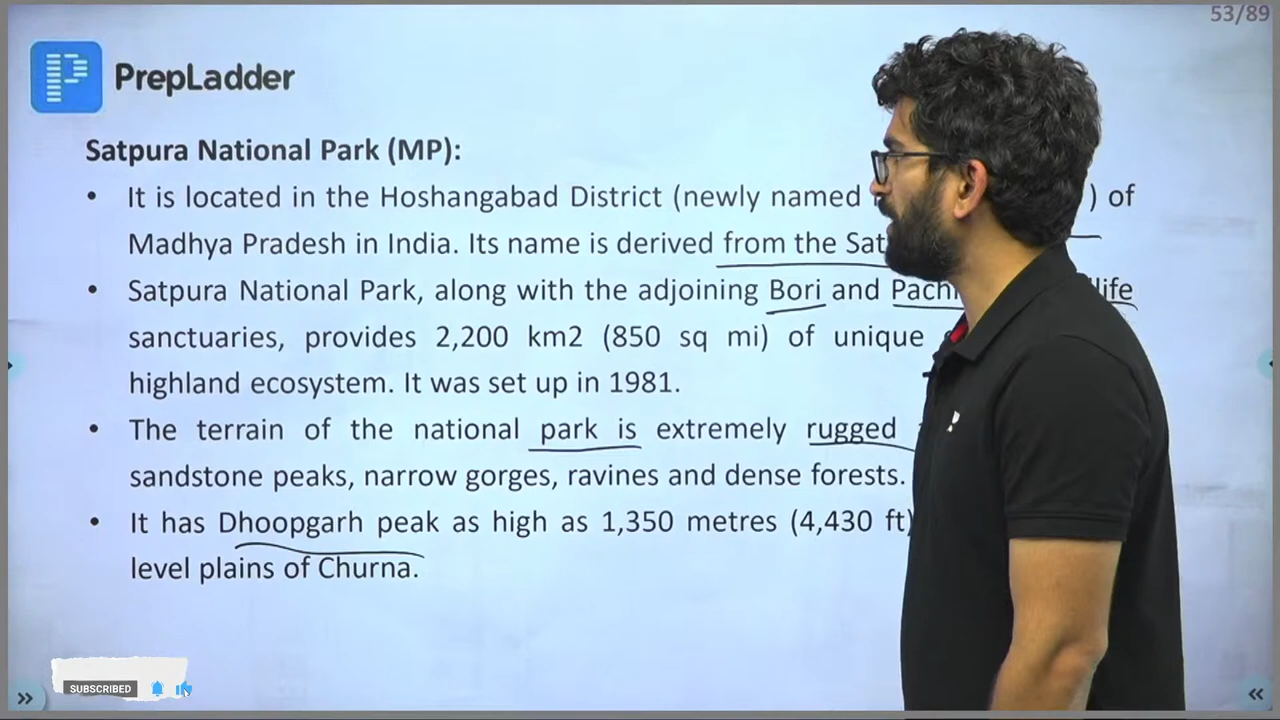 53/89
PrepLadder
Satpura National Park (MP):
• It is located in the Hoshangabad District (newly named ) of
Madhya Pradesh in India. Its name is derived from the
• Satpura National Park, along with the adjoining Bori and
sanctuaries, provides 2,200 km2 (850 sq mi) of unique
highland ecosystem. It was set up in 1981.
• The terrain of the national park is extremely rugged
sandstone peaks, narrow gorges, ravines and dense forests.
• It has Dhoopgarh peak as high as 1,350 metres (4,430 ft)
level plains of Churna.
SUBSCRIBED